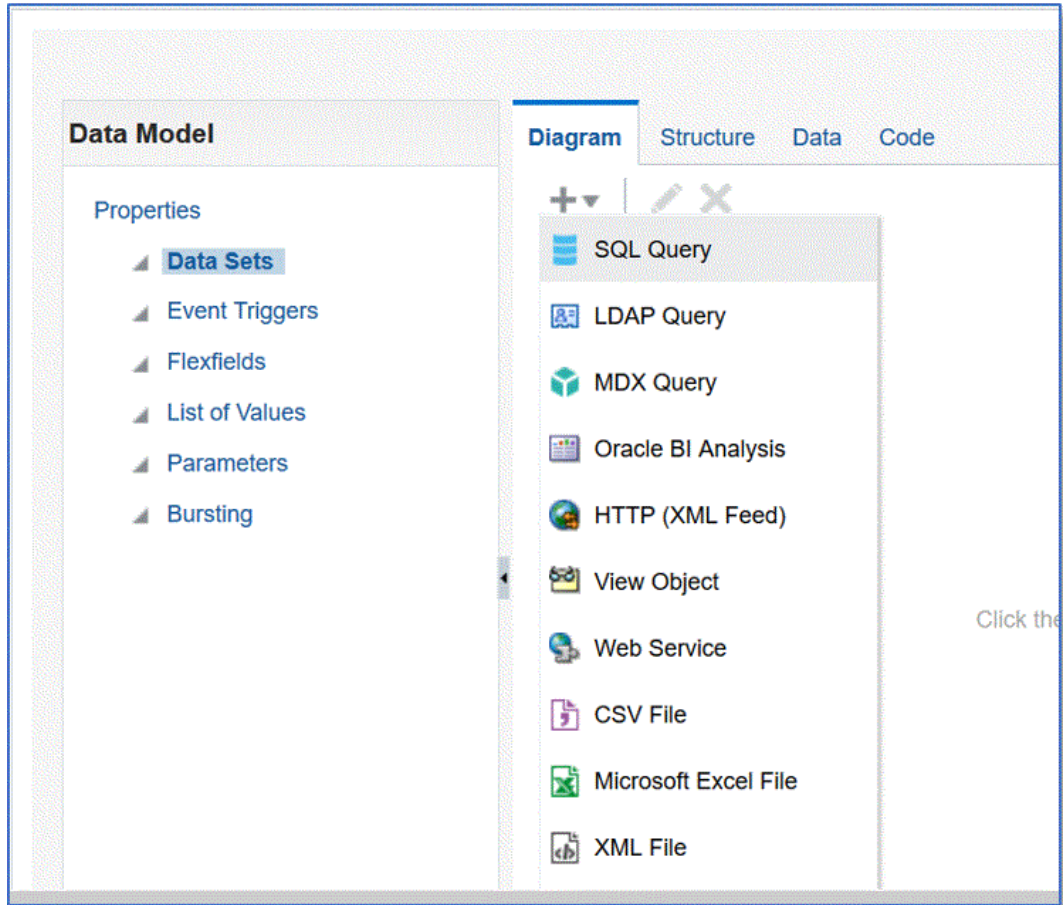 Data Model
Properties
Data Sets
Event Triggers
Flexfields
List of Values
Parameters
Bursting
Diagram Structure Data Code
SQL Query
LDAP Query
MDX Query
Oracle BI Analysis
HTTP (XML Feed)
View Object
Web Service
CSV File
Microsoft Excel File
XML File
Click the